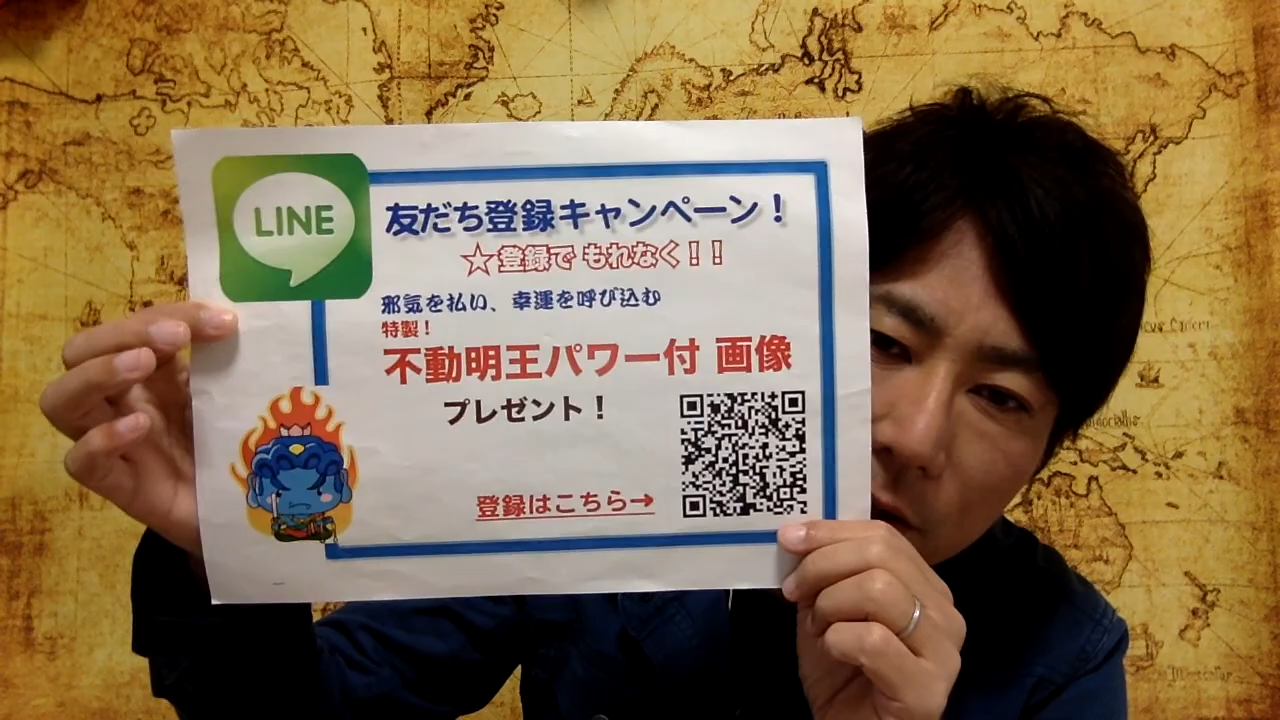 LINE
友だち登録キャンペーン！
☆登録で もれなく！！
邪気を払い、幸運を呼び込む
特製！
不動明王パワー付 画像
プレゼント！
登録はこちら→